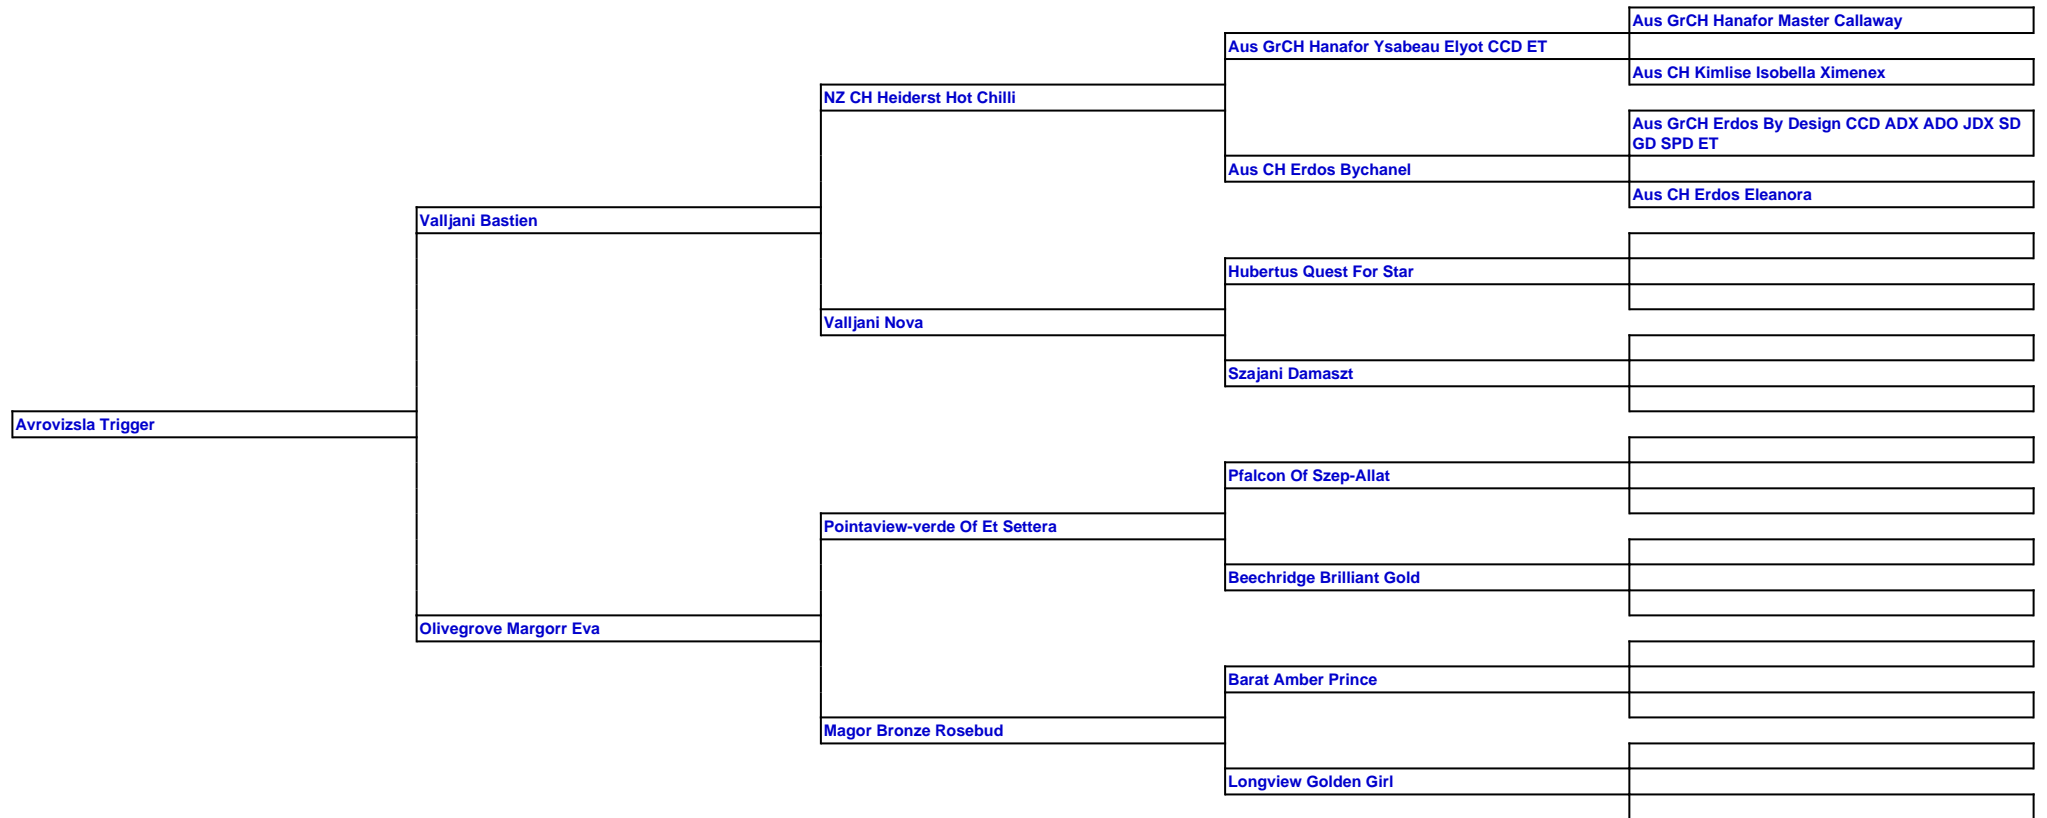 Aus GrCH Hanafor Master Callaway
Aus GrCH Hanafor Ysabeau Elyot CCD ET
Aus CH Kimlise Isobella Ximenex
NZ CH Heiderst Hot Chilli
Aus GrCH Erdos By Design CCD ADX ADO JDX SD
GD SPD ET
Aus CH Erdos Bychanel
Aus CH Erdos Eleanora
Valljani Bastien
Hubertus Quest For Star
Valljani Nova
Szajani Damaszt
Avrovizsla Trigger
Pfalcon Of Szep-Allat
Pointaview-verde Of Et Settera
Beechridge Brilliant Gold
Olivegrove Margorr Eva
Barat Amber Prince
Magor Bronze Rosebud
Longview Golden Girl